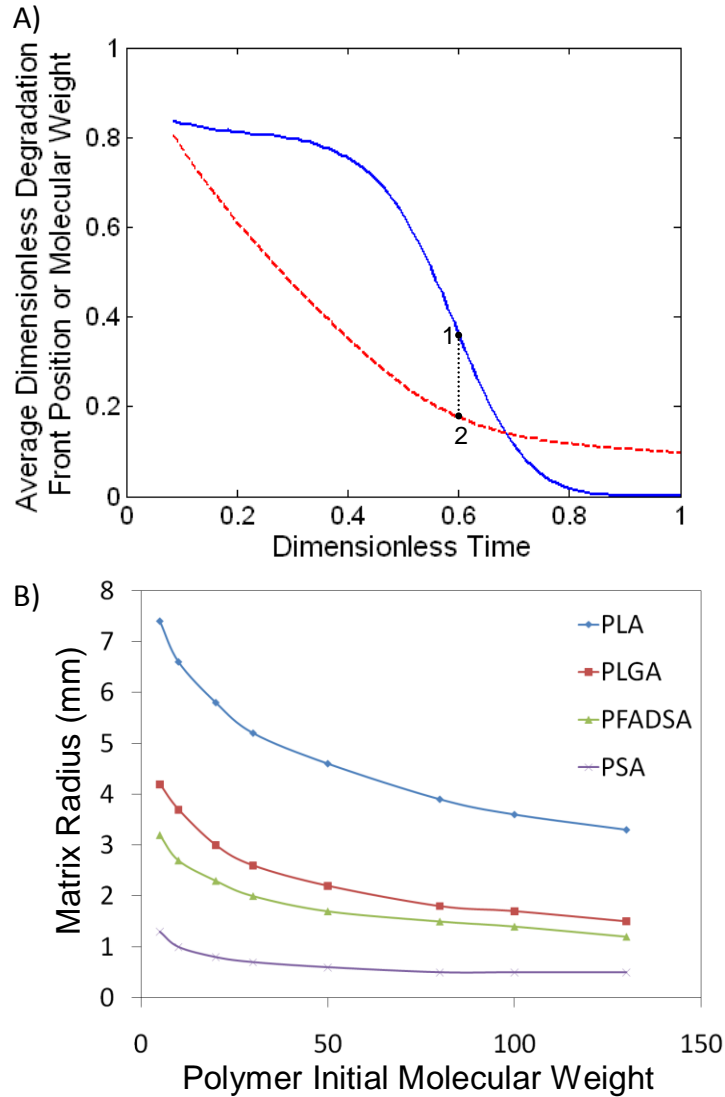 A)
Average Dimensionless Degradation
Front Position or Molecular Weight
1
0.8
0.6
0.4
0.2
0
1
2
0
0.2
0.4
0.6
0.8
1
Dimensionless Time
B)
Matrix Radius (mm)
8
7
6
5
4
3
2
1
0
PLA
PLGA
PFADSA
PSA
0
50
100
150
Polymer Initial Molecular Weight